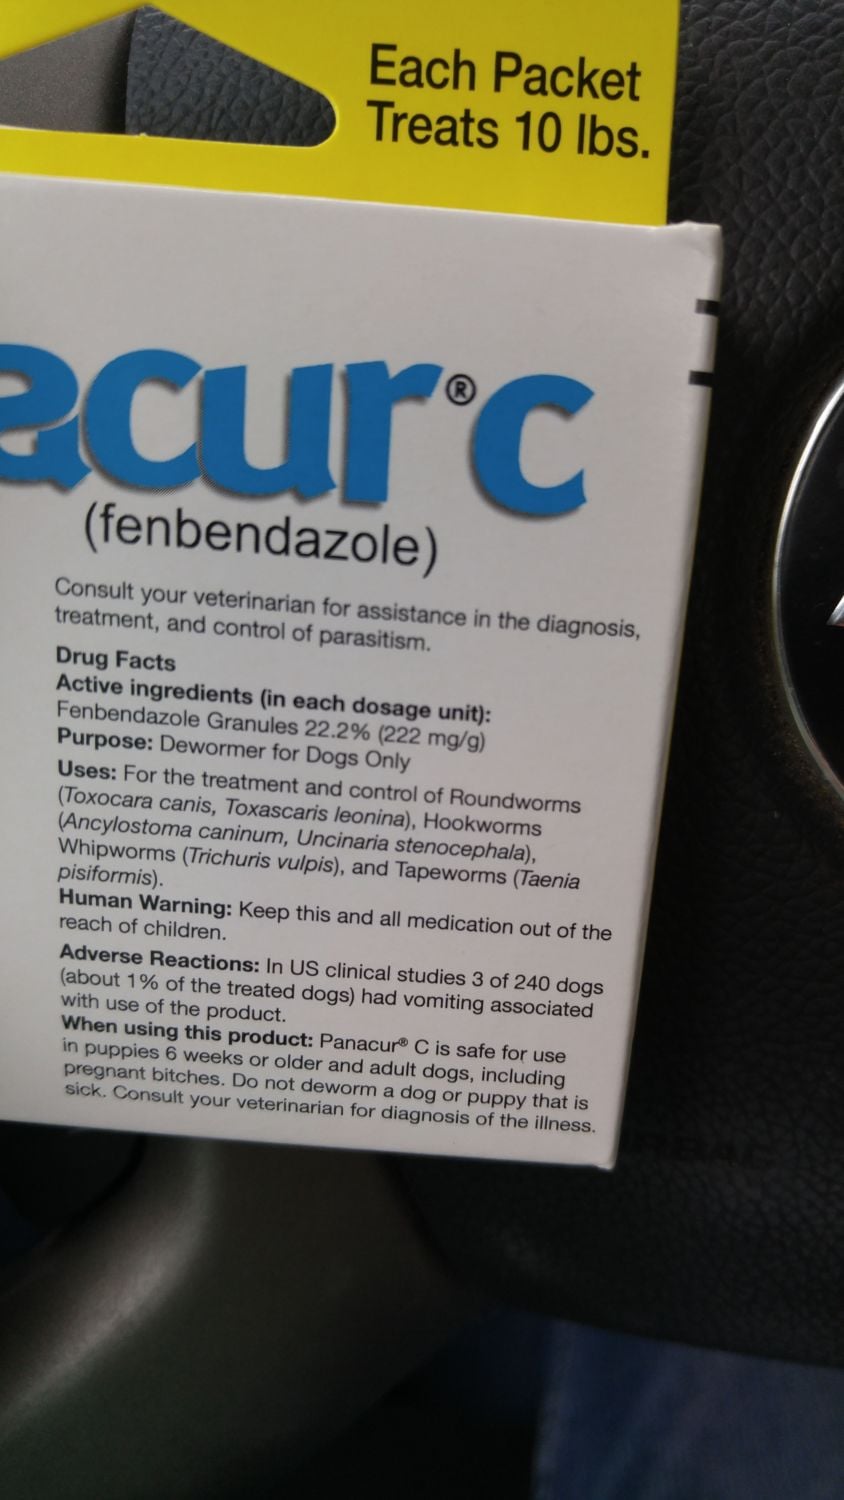 Each Packet
Treats 10 lbs.
acur® C
(fenbendazole)
Consult your veterinarian for assistance in the diagnosis,
treatment, and control of parasitism.
Drug Facts
Active ingredients (in each dosage unit):
Fenbendazole Granules 22.2% (222 mg/g)
Purpose: Dewormer for Dogs Only
Uses: For the treatment and control of Roundworms
(Toxocara canis, Toxascaris leonina), Hookworms
(Ancylostoma caninum, Uncinaria stenocephala),
Whipworms (Trichuris vulpis), and Tapeworms (Taenia
pisiformis).
Human Warning: Keep this and all medication out of the
reach of children.
Adverse Reactions: In US clinical studies 3 of 240 dogs
(about 1% of the treated dogs) had vomiting associated
with use of the product.
When using this product: Panacur® C is safe for use
in puppies 6 weeks or older and adult dogs, including
pregnant bitches. Do not deworm a dog or puppy that is
sick. Consult your veterinarian for diagnosis of the illness.